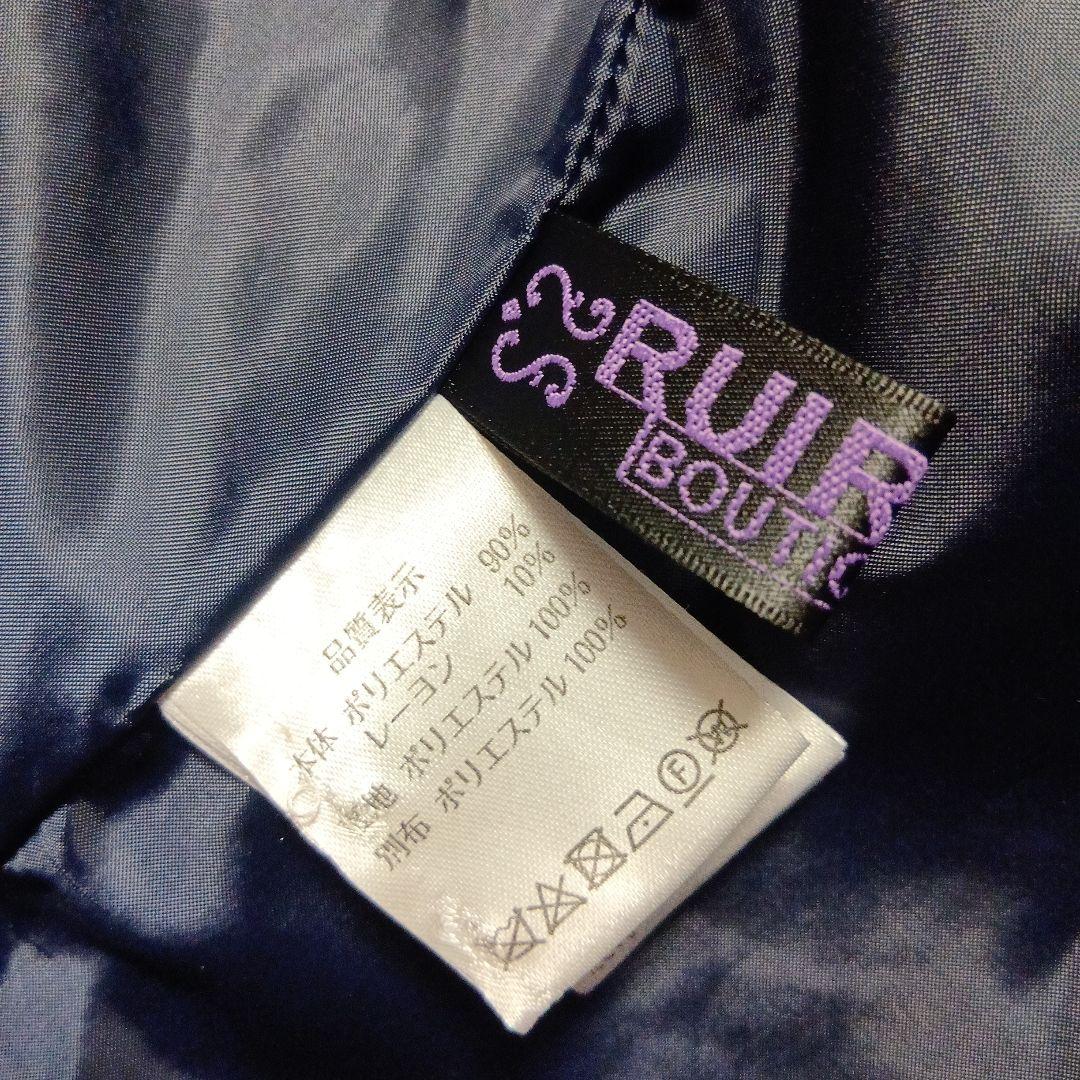 RUIR
BOUTIQ
品質表示
本体 ポリエステル 90%
レーヨン 10%
裏地 ポリエステル 100%
別布 ポリエステル 100%